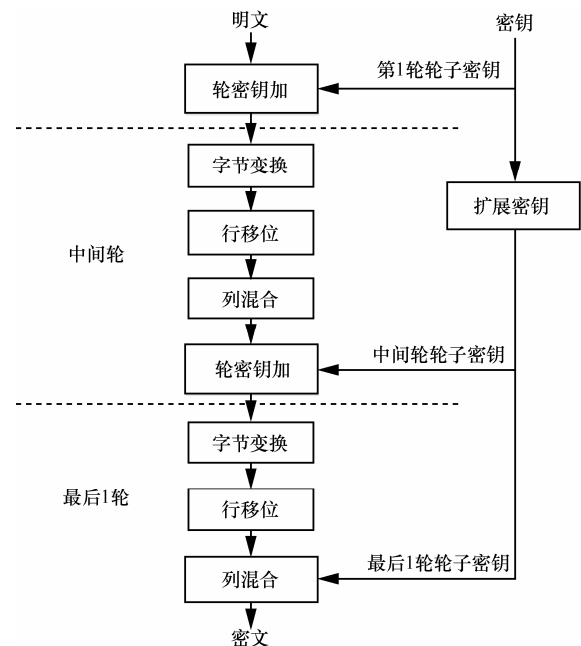 明文
密钥
第1轮轮子密钥
轮密钥加
字节变换
扩展密钥
行移位
中间轮
列混合
中间轮轮子密钥
轮密钥加
字节变换
最后1轮
行移位
最后1轮轮子密钥
列混合
密文